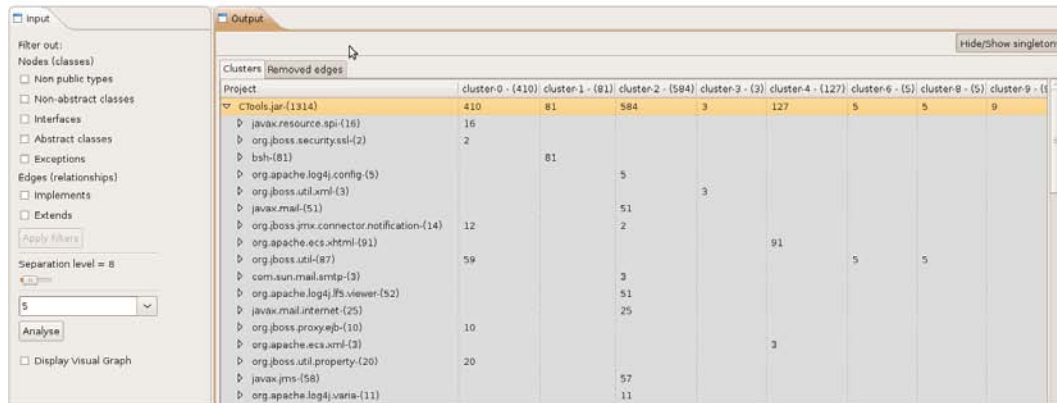 Input
Filter out:
Nodes (classes)
Non public types
Non-abstract classes
Interfaces
Abstract classes
Exceptions
Edges (relationships)
Implements
Extends
Apply filters
Separation level = 8
5
Analyse
Display Visual Graph
Output
Hide/Show singleton
Clusters Removed edges
Project cluster-0 - (410) cluster-1 - (81) cluster-2 - (584) cluster-3 - (3) cluster-4 - (127) cluster-6 - (5) cluster-8 - (5) cluster-9 - (9
CTools.jar-(1314) 410 81 584 3 127 5 5 9
javax.resource.spi-(16) 16
org.jboss.security.ssl-(2) 2
bsh-(81) 81
org.apache.log4j.config-(5) 5
org.jboss.util.xml-(3) 3
javax.mail-(51) 51
org.jboss.jmx.connector.notification-(14) 12 2
org.apache.ecs.xhtml-(91) 91
org.jboss.util-(87) 59 5 5
com.sun.mail.smtp-(3) 3
org.apache.log4j.lf5.viewer-(52) 51
javax.mail.internet-(25) 25
org.jboss.proxy.ejb-(10) 10
org.apache.ecs.xml-(3) 3
org.jboss.util.property-(20) 20
javax.jms-(58) 57
org.apache.log4j.varia-(11) 11